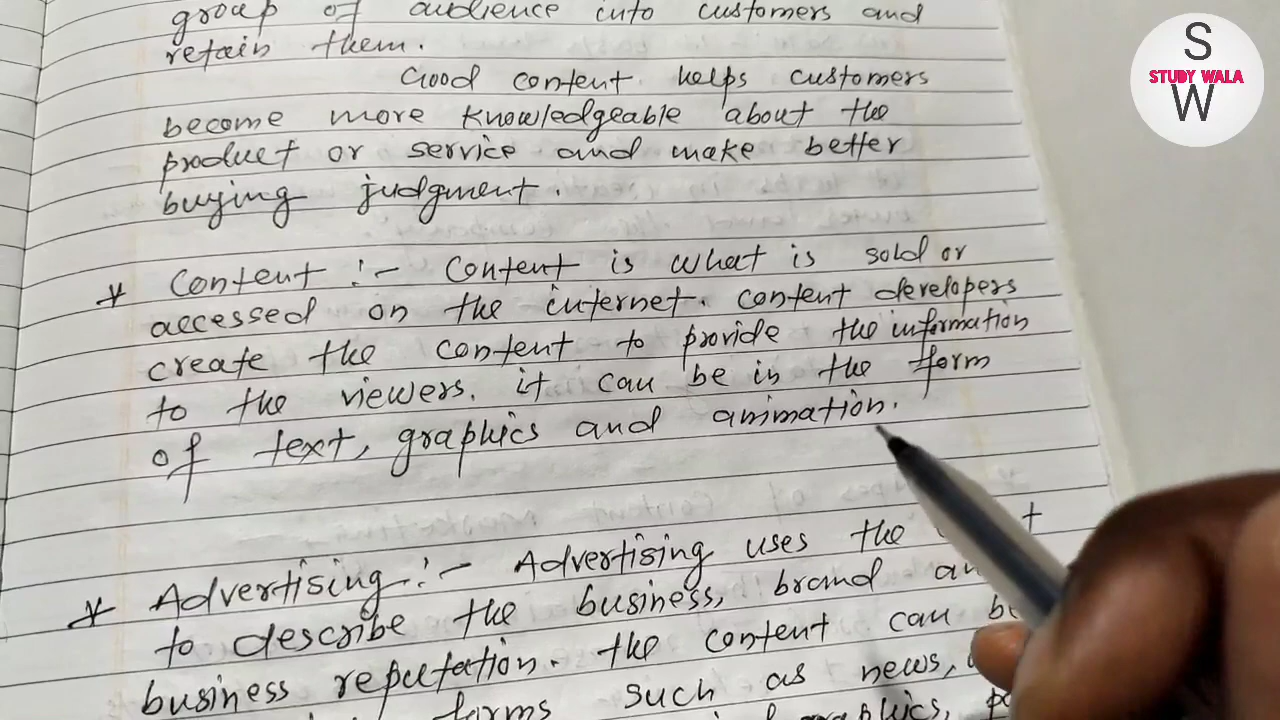 group of audience into customers and
retain them.
Good content helps customers
become more knowledgeable about the
product or service and make better
buying judgment.
* Content :- Content is what is sold or
accessed on the internet. content developers
create the content to provide the information
to the viewers. it can be in the form
of text, graphics and animation.
* Advertising :- Advertising uses the
to describe the business, brand
business reputation. the content can
forms such as news,
S
STUDY WALA
W